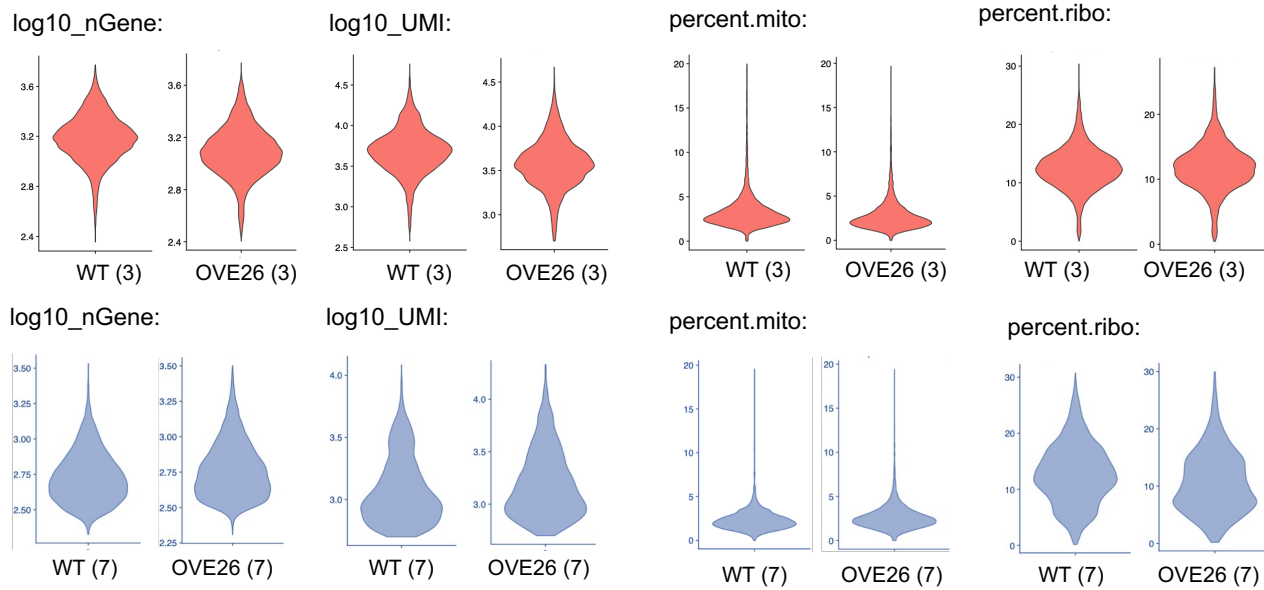 log10_nGene: log10_UMI: percent.mito: percent.ribo:
3.6 3.2 2.8 2.4
3.6 3.2 2.8 2.4
4.5 4.0 3.5 3.0 2.5
4.5 4.0 3.5 3.0
20 15 10 5 0
20 15 10 5 0
30 20 10 0
20 10 0
WT (3) OVE26 (3) WT (3) OVE26 (3) WT (3) OVE26 (3) WT (3) OVE26 (3)
log10_nGene: log10_UMI: percent.mito: percent.ribo:
3.50 3.25 3.00 2.75 2.50
3.50 3.25 3.00 2.75 2.50 2.25
4.0 3.5 3.0
4.0 3.5 3.0
20 15 10 5 0
20 15 10 5 0
30 20 10 0
30 20 10 0
WT (7) OVE26 (7) WT (7) OVE26 (7) WT (7) OVE26 (7) WT (7) OVE26 (7)